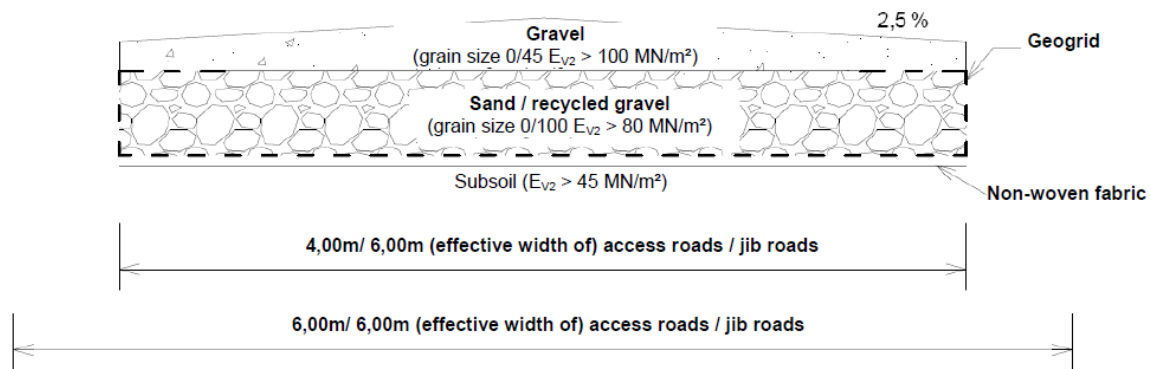 2,5 %
Gravel
(grain size 0/45 EV2 > 100 MN/m²)
Geogrid
Sand / recycled gravel
(grain size 0/100 EV2 > 80 MN/m²)
Subsoil (EV2 > 45 MN/m²)
Non-woven fabric
4,00m/ 6,00m (effective width of) access roads / jib roads
6,00m/ 6,00m (effective width of) access roads / jib roads